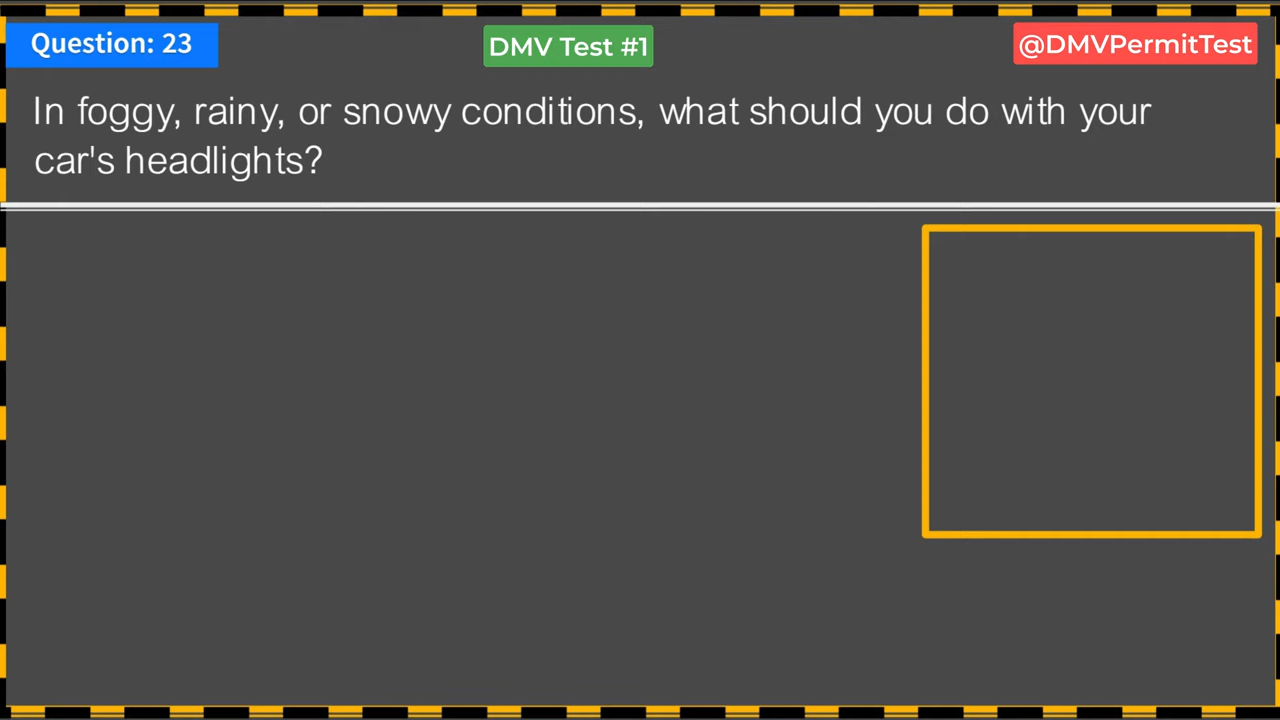 Question: 23
DMV Test #1
@DMVPermitTest
In foggy, rainy, or snowy conditions, what should you do with your
car's headlights?